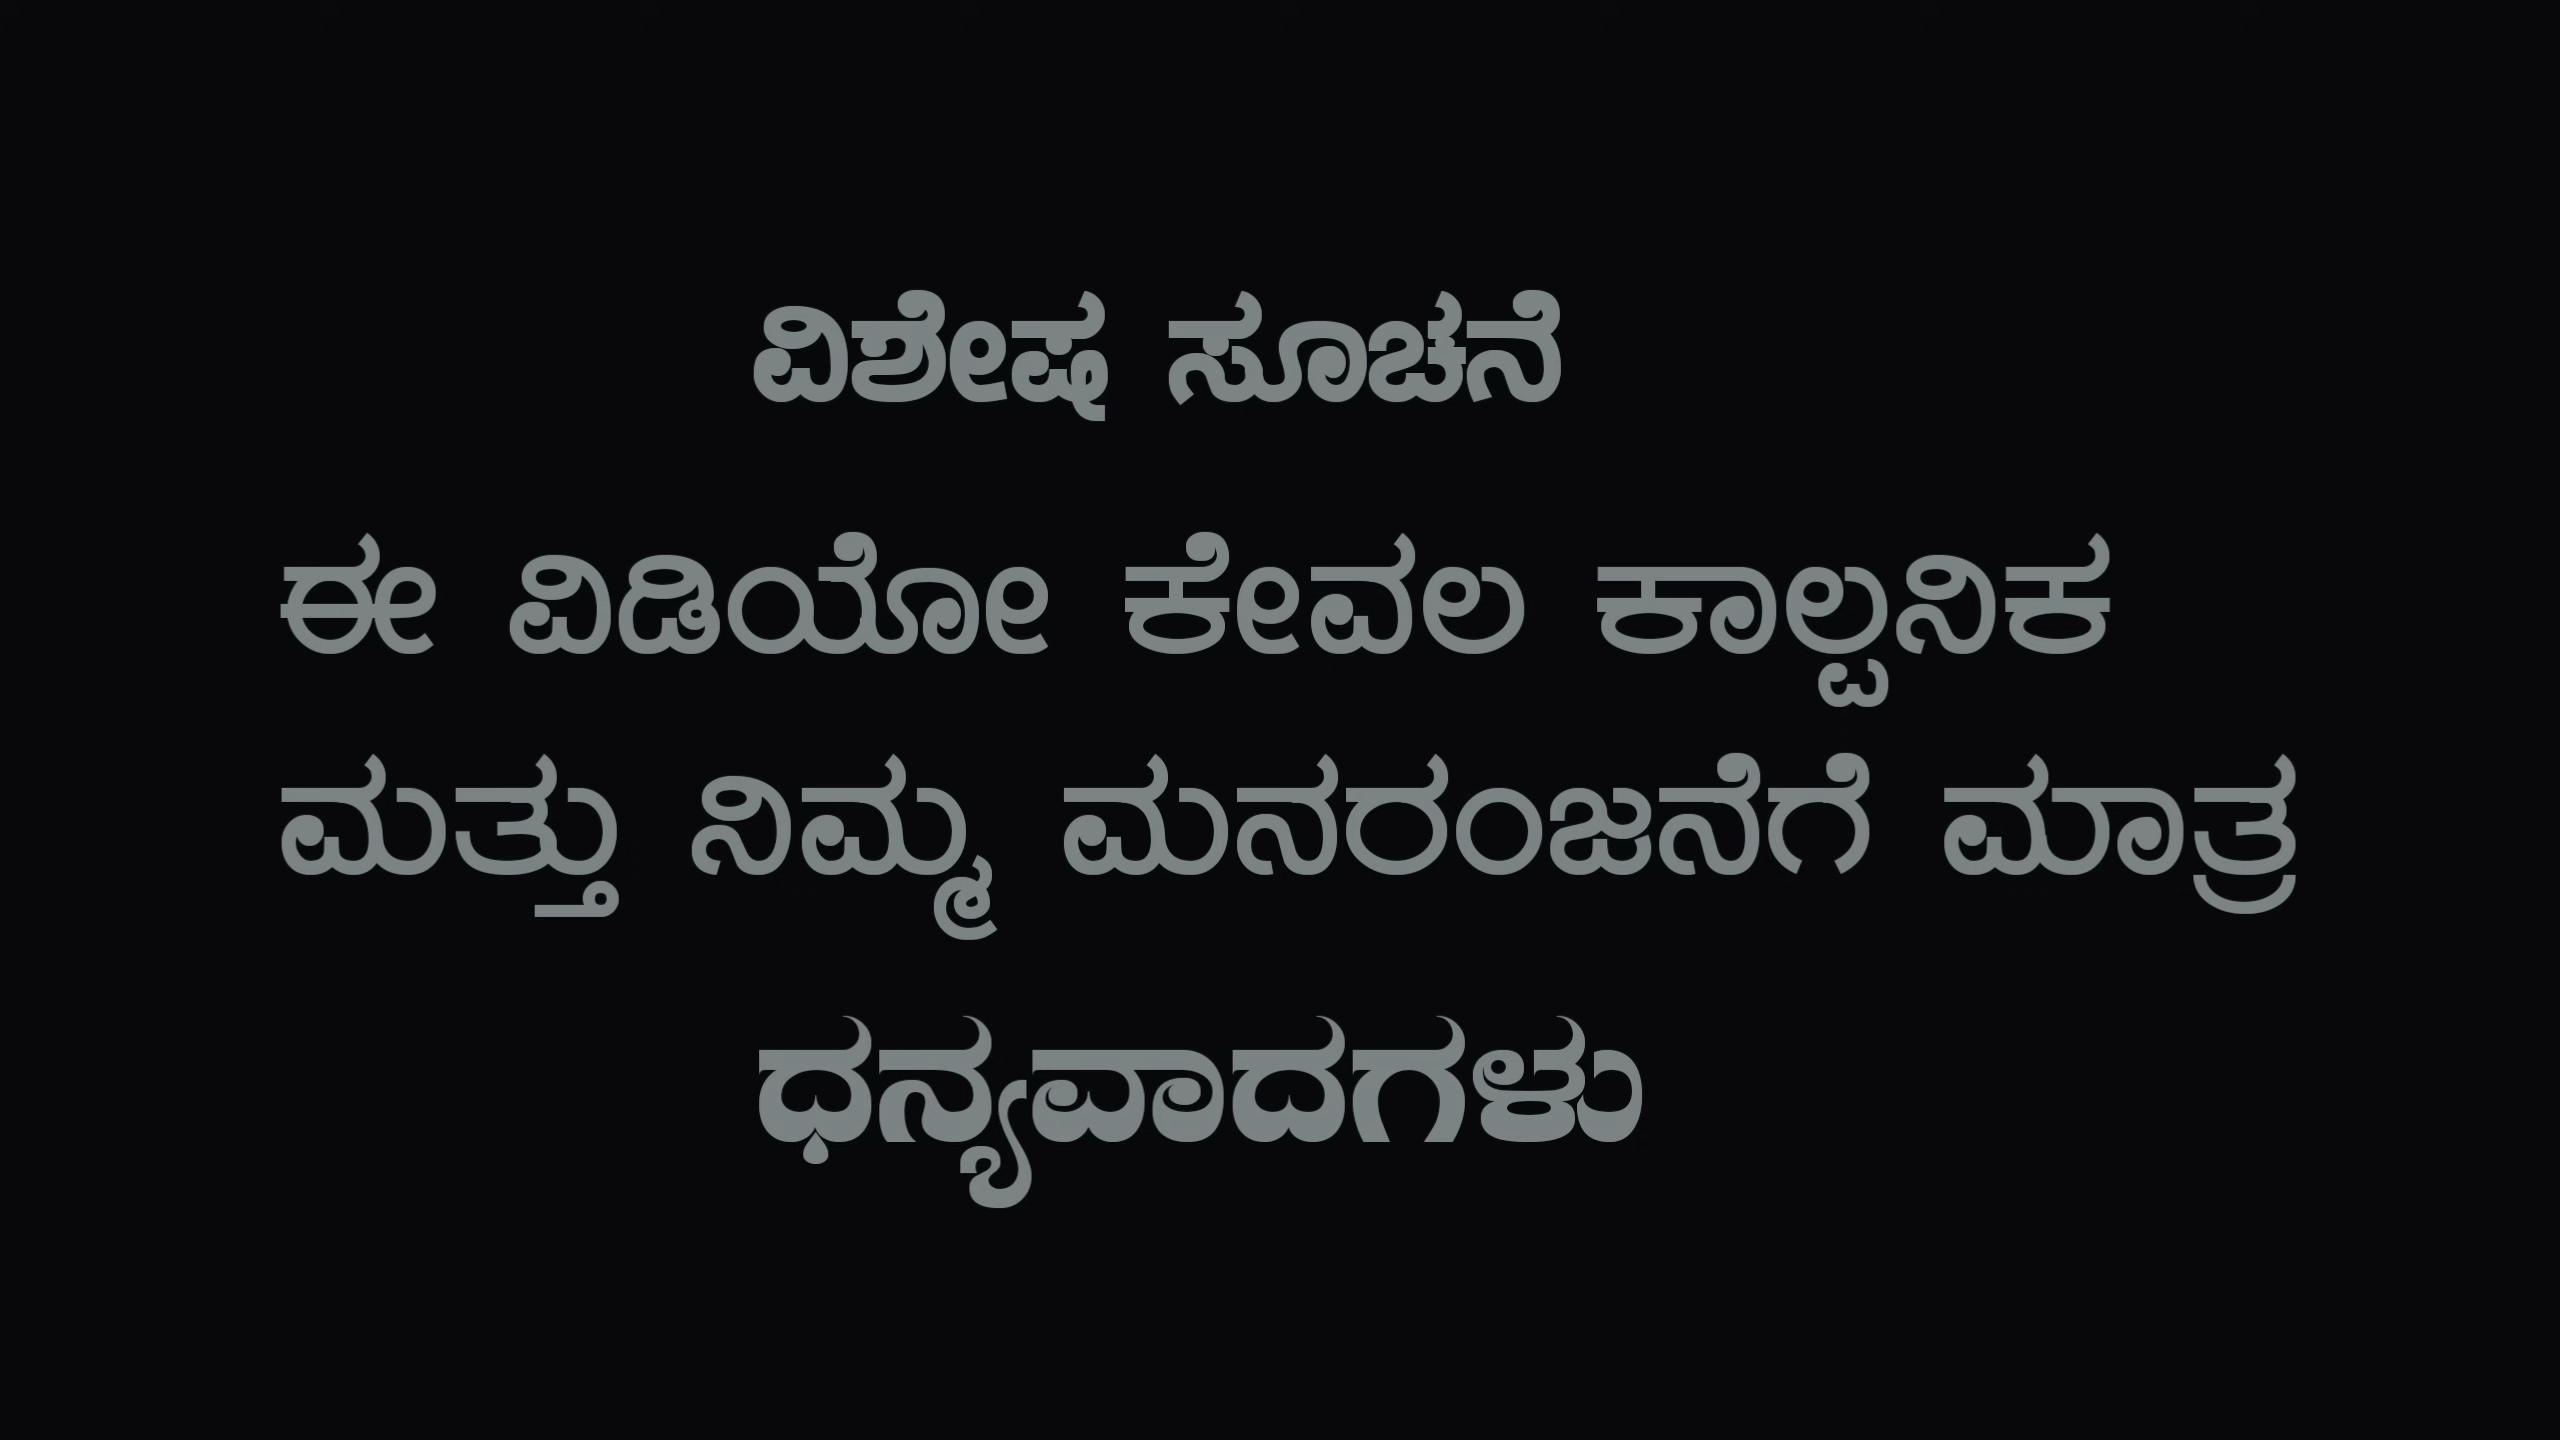 ವಿಶೇಷ ಸೂಚನೆ
ಈ ವಿಡಿಯೋ ಕೇವಲ ಕಾಲ್ಪನಿಕ
ಮತ್ತು ನಿಮ್ಮ ಮನರಂಜನೆಗೆ ಮಾತ್ರ
ಧನ್ಯವಾದಗಳು